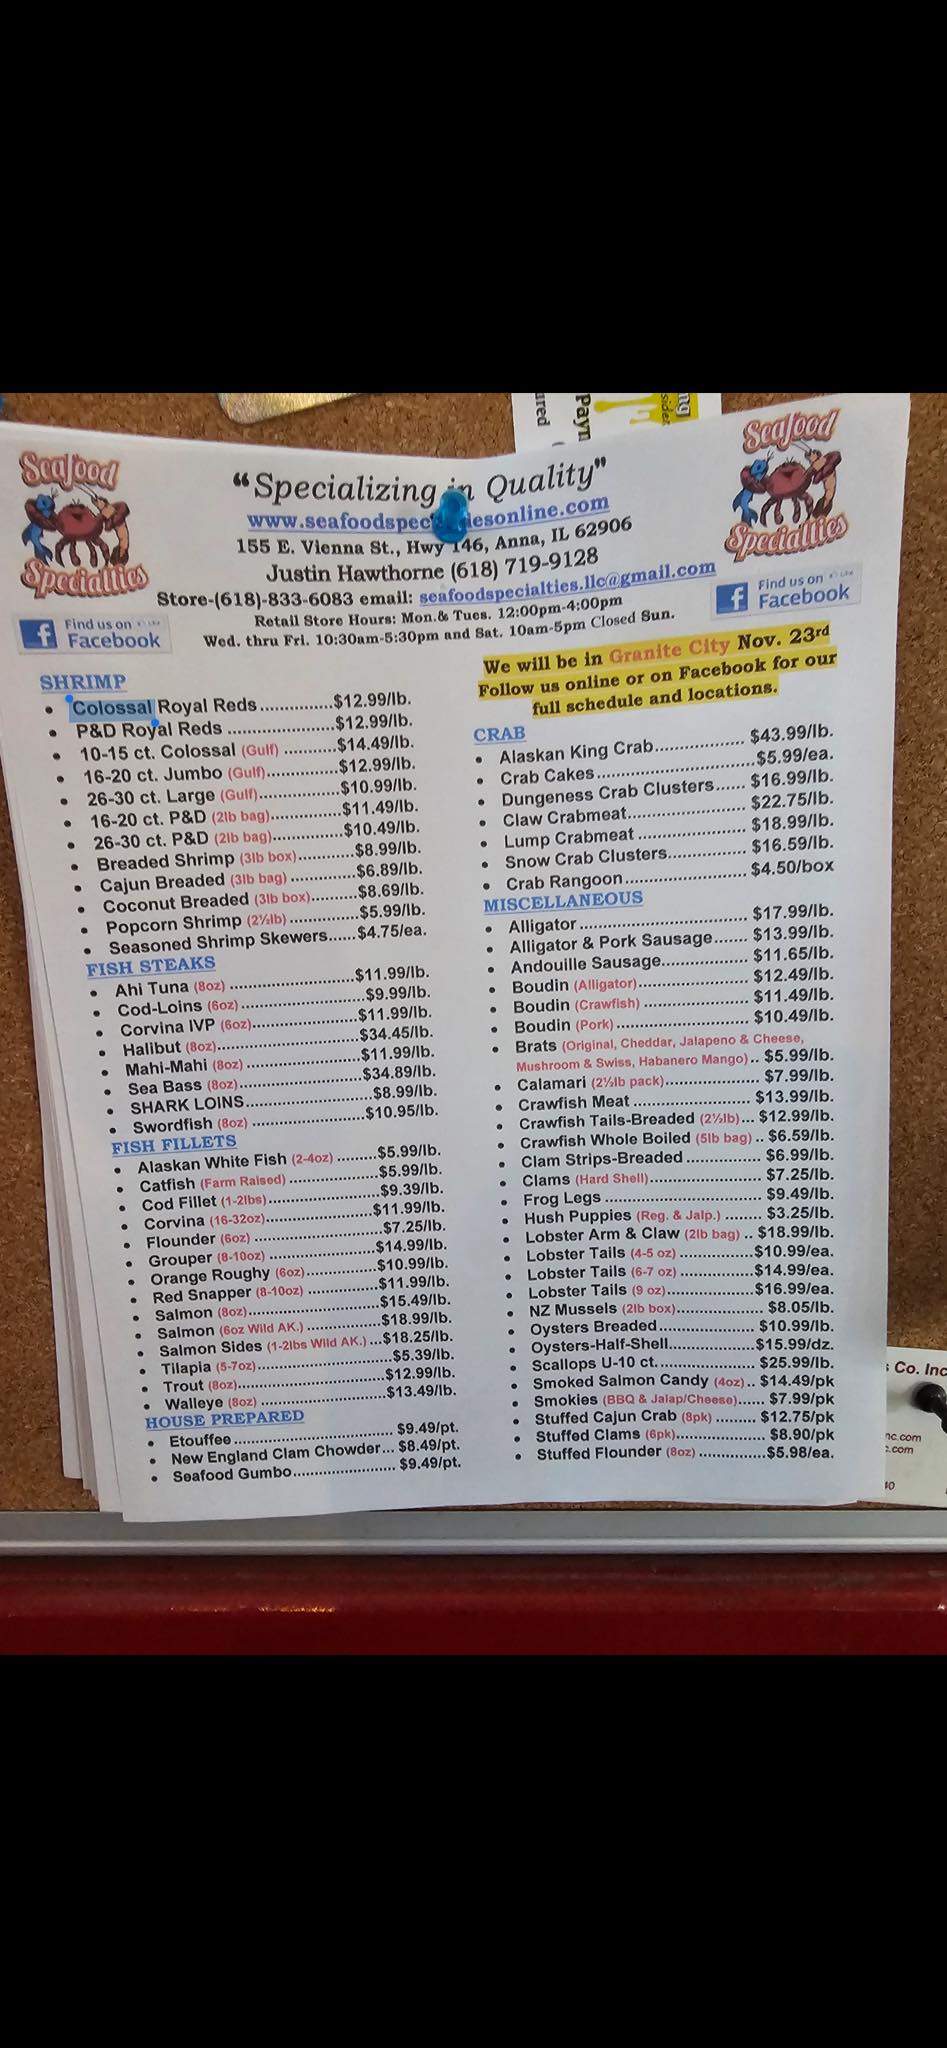 ng
sider
Payn
ured
Seafood
Specialties
Seafood
Specialties
"Specializing in Quality"
www.seafoodspecialtiesonline.com
155 E. Vienna St., Hwy 146, Anna, IL 62906
Justin Hawthorne (618) 719-9128
Store-(618)-833-6083 email: seafoodspecialties.llc@gmail.com
Retail Store Hours: Mon.& Tues. 12:00pm-4:00pm
Wed. thru Fri. 10:30am-5:30pm and Sat. 10am-5pm Closed Sun.
f Find us on
Facebook
f Find us on Like
Facebook
SHRIMP
• Colossal Royal Reds..............$12.99/lb.
• P&D Royal Reds .....................$12.99/lb.
• 10-15 ct. Colossal (Gulf) ..........$14.49/lb.
• 16-20 ct. Jumbo (Gulf)..............$12.99/lb.
• 26-30 ct. Large (Gulf)................$10.99/lb.
• 16-20 ct. P&D (2lb bag).............$11.49/lb.
• 26-30 ct. P&D (2lb bag).............$10.49/lb.
• Breaded Shrimp (3lb box)...........$8.99/lb.
• Cajun Breaded (3lb bag) .............$6.89/lb.
• Coconut Breaded (3lb box).........$8.69/lb.
• Popcorn Shrimp (2½lb) ..............$5.99/lb.
• Seasoned Shrimp Skewers......$4.75/ea.
FISH STEAKS
• Ahi Tuna (8oz) .........................$11.99/lb.
• Cod-Loins (6oz) .........................$9.99/lb.
• Corvina IVP (6oz).....................$11.99/lb.
• Halibut (8oz).............................$34.45/lb.
• Mahi-Mahi (8oz) ......................$11.99/lb.
• Sea Bass (8oz)........................$34.89/lb.
• SHARK LOINS.........................$8.99/lb.
• Swordfish (8oz) ......................$10.95/lb.
FISH FILLETS
• Alaskan White Fish (2-4oz) ........$5.99/lb.
• Catfish (Farm Raised) .................$5.99/lb.
• Cod Fillet (1-2lbs).......................$9.39/lb.
• Corvina (16-32oz)......................$11.99/lb.
• Flounder (6oz) ...........................$7.25/lb.
• Grouper (8-10oz) ......................$14.99/lb.
• Orange Roughy (6oz)..............$10.99/lb.
• Red Snapper (8-10oz) ..............$11.99/lb.
• Salmon (8oz) ...........................$15.49/lb.
• Salmon (6oz Wild AK.) ...............$18.99/lb.
• Salmon Sides (1-2lbs Wild AK.) ...$18.25/lb.
• Tilapia (5-7oz).............................$5.39/lb.
• Trout (8oz)................................$12.99/lb.
• Walleye (8oz) ...........................$13.49/lb.
HOUSE PREPARED
• Etouffee ...................................$9.49/pt.
• New England Clam Chowder... $8.49/pt.
• Seafood Gumbo....................... $9.49/pt.
We will be in Granite City Nov. 23rd
Follow us online or on Facebook for our
full schedule and locations.
CRAB
• Alaskan King Crab................... $43.99/lb.
• Crab Cakes.................................$5.99/ea.
• Dungeness Crab Clusters...... $16.99/lb.
• Claw Crabmeat......................... $22.75/lb.
• Lump Crabmeat ....................... $18.99/lb.
• Snow Crab Clusters................. $16.59/lb.
• Crab Rangoon......................... $4.50/box
MISCELLANEOUS
• Alligator .................................... $17.99/lb.
• Alligator & Pork Sausage....... $13.99/lb.
• Andouille Sausage................... $11.65/lb.
• Boudin (Alligator)....................... $12.49/lb.
• Boudin (Crawfish) ..................... $11.49/lb.
• Boudin (Pork) ............................ $10.49/lb.
• Brats (Original, Cheddar, Jalapeno & Cheese,
Mushroom & Swiss, Habanero Mango) .. $5.99/lb.
• Calamari (2½lb pack)................... $7.99/lb.
• Crawfish Meat ......................... $13.99/lb.
• Crawfish Tails-Breaded (2½lb)... $12.99/lb.
• Crawfish Whole Boiled (5lb bag) .. $6.59/lb.
• Clam Strips-Breaded ............... $6.99/lb.
• Clams (Hard Shell)....................... $7.25/lb.
• Frog Legs ................................. $9.49/lb.
• Hush Puppies (Reg. & Jalp.) ........ $3.25/lb.
• Lobster Arm & Claw (2lb bag) .. $18.99/lb.
• Lobster Tails (4-5 oz) ............... $10.99/ea.
• Lobster Tails (6-7 oz) ...............$14.99/ea.
• Lobster Tails (9 oz)...................$16.99/ea.
• NZ Mussels (2lb box)................. $8.05/lb.
• Oysters Breaded.................... $10.99/lb.
• Oysters-Half-Shell..................$15.99/dz.
• Scallops U-10 ct..................... $25.99/lb.
• Smoked Salmon Candy (4oz).. $14.49/pk
• Smokies (BBQ & Jalap/Cheese)...... $7.99/pk
• Stuffed Cajun Crab (8pk) .......... $12.75/pk
• Stuffed Clams (6pk).................... $8.90/pk
• Stuffed Flounder (8oz) ..............$5.98/ea.
s Co. Inc
nc.com
c.com
40